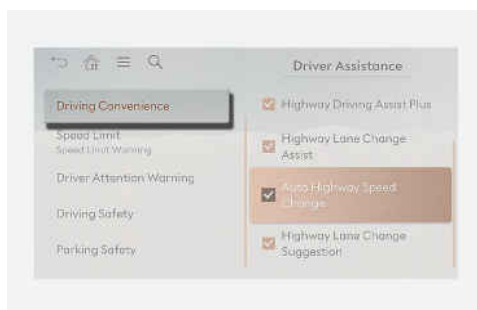 Driver Assistance
Driving Convenience
Speed Limit
Speed Limit Warning
Driver Attention Warning
Driving Safety
Parking Safety
Highway Driving Assist Plus
Highway Lane Change
Assist
Auto Highway Speed
Change
Highway Lane Change
Suggestion